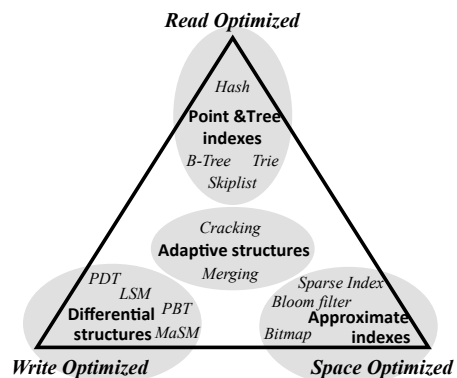 Read Optimized
Hash
Point &Tree
indexes
B-Tree Trie
Skiplist
Cracking
Adaptive structures
Merging
PDT
LSM
PBT
Differential
structures
MaSM
Sparse Index
Bloom filter
Approximate
Bitmap
indexes
Write Optimized
Space Optimized